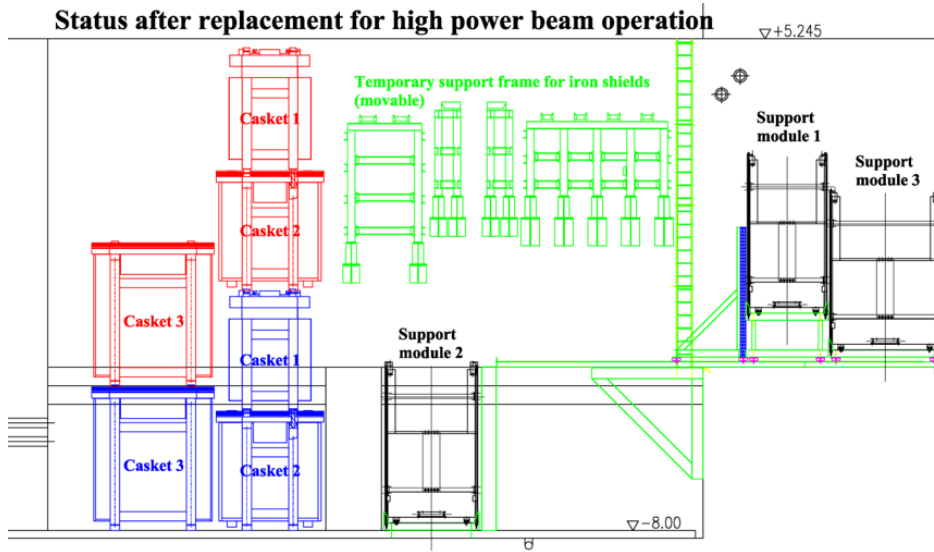 Status after replacement for high power beam operation
+5.245
Temporary support frame for iron shields
(movable)
Casket 1
Support
module 1
Support
module 3
Casket 2
Casket 3
Support
module 2
Casket 1
Casket 3
Casket 2
-8.00